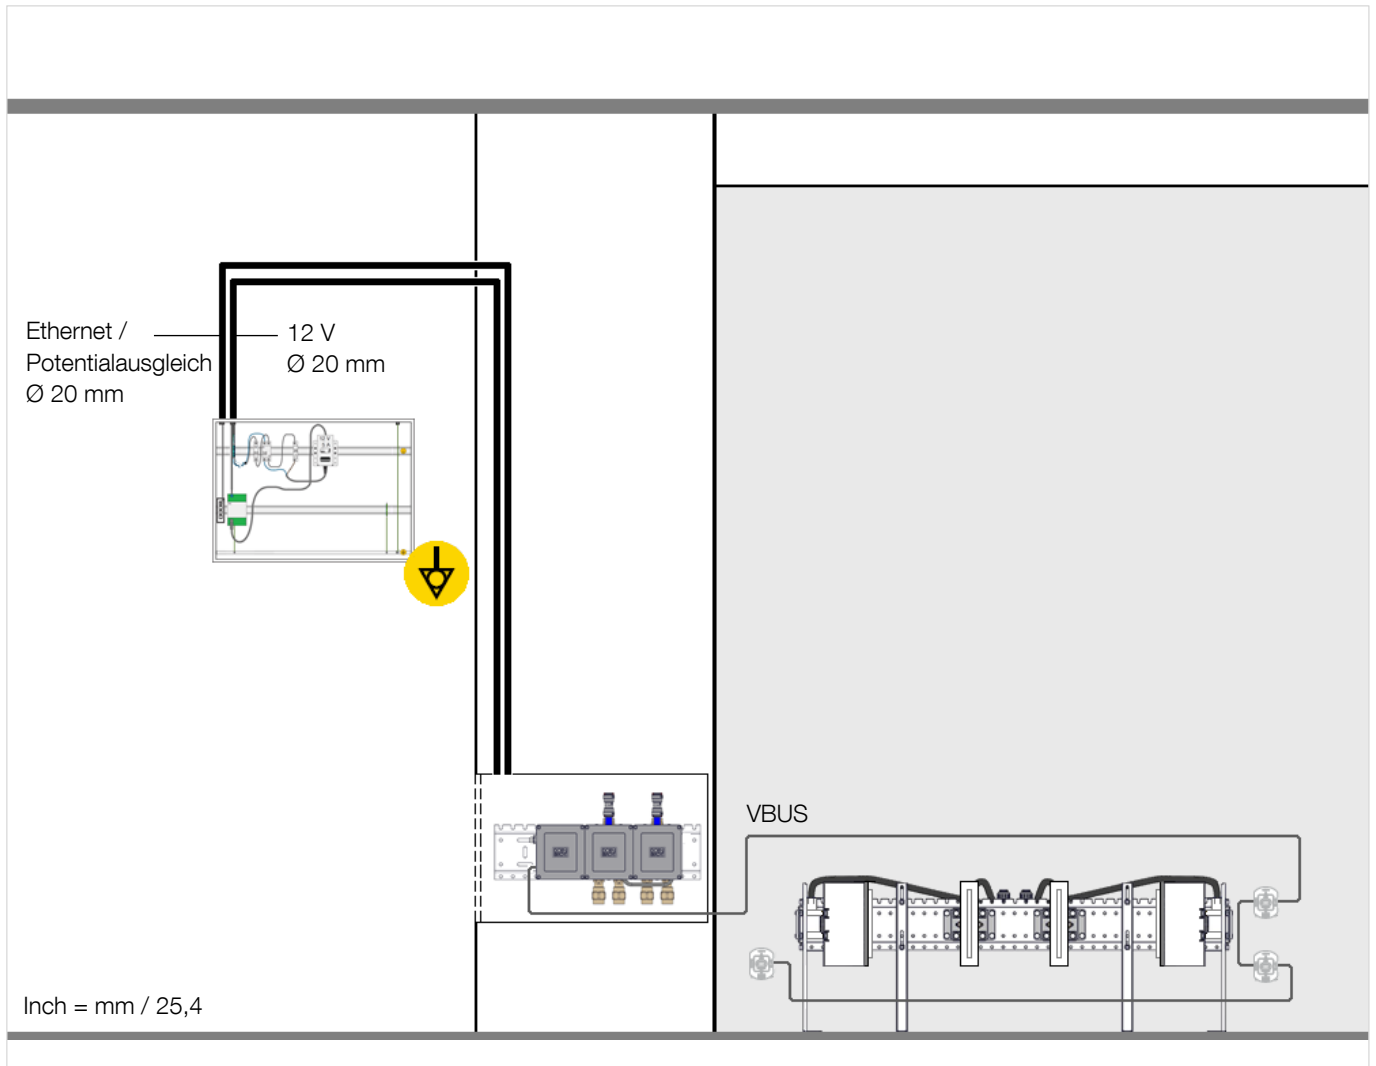 Ethernet /
Potentialausgleich
Ø 20 mm
12 V
Ø 20 mm
VBUS
Inch = mm / 25,4